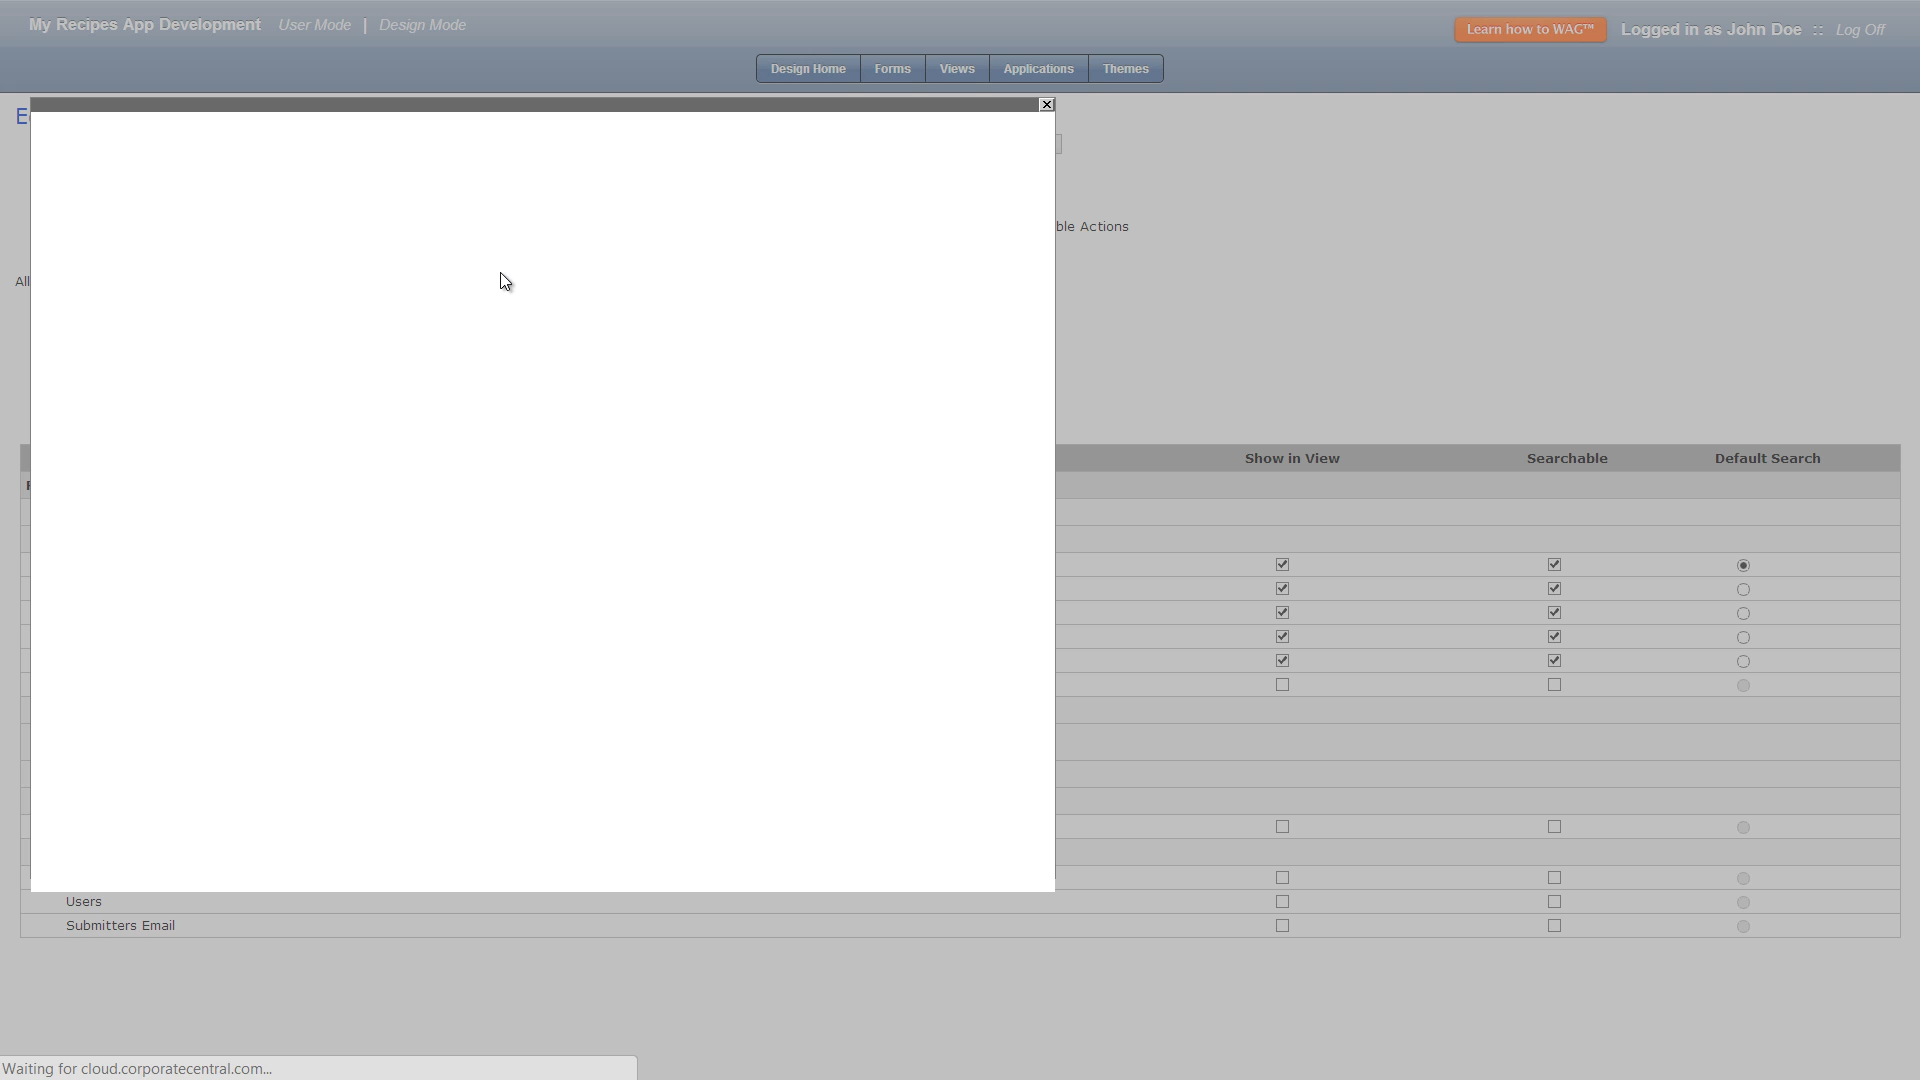 My Recipes App Development User Mode | Design Mode
Learn how to WAG™ Logged in as John Doe :: Log Off
Design Home Forms Views Applications Themes
ble Actions
All
Show in View Searchable Default Search
Users
Submitters Email
Waiting for cloud.corporatecentral.com...